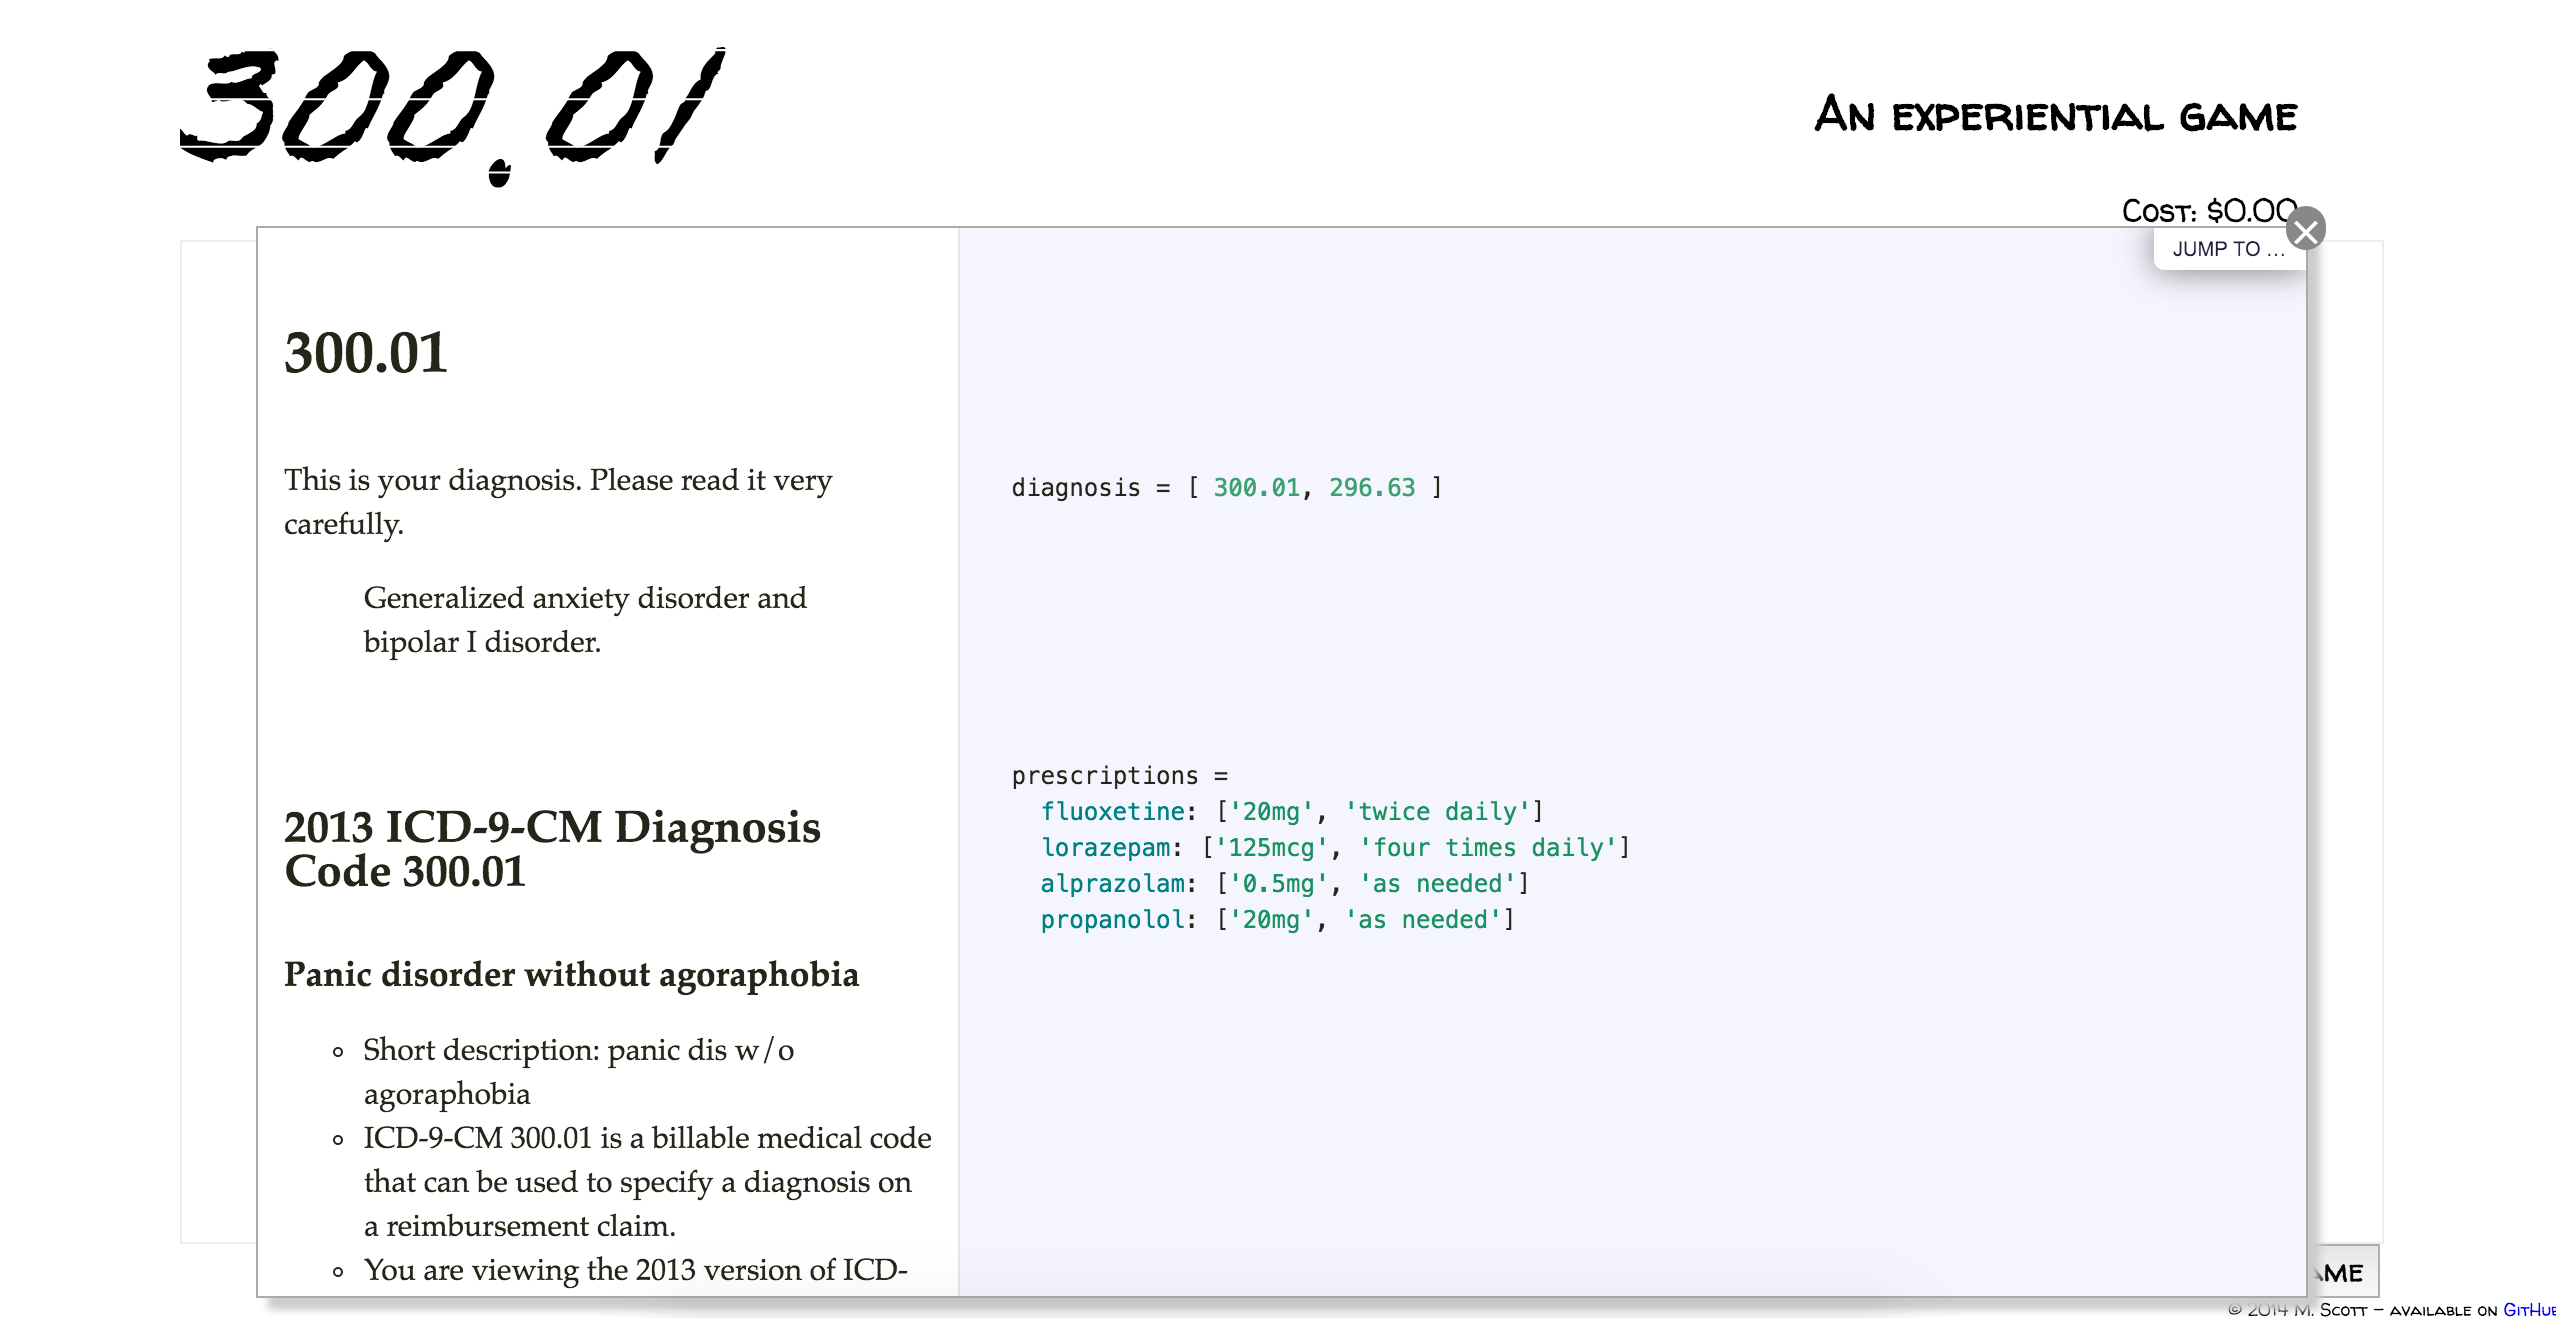 300.01
An experiential game
Cost: $0.00
JUMP TO ...
300.01
This is your diagnosis. Please read it very
carefully.
Generalized anxiety disorder and
bipolar I disorder.
diagnosis = [ 300.01, 296.63 ]
2013 ICD-9-CM Diagnosis
Code 300.01
Panic disorder without agoraphobia
Short description: panic dis w/o
agoraphobia
ICD-9-CM 300.01 is a billable medical code
that can be used to specify a diagnosis on
a reimbursement claim.
You are viewing the 2013 version of ICD-
prescriptions =
fluoxetine: ['20mg', 'twice daily']
lorazepam: ['125mcg', 'four times daily']
alprazolam: ['0.5mg', 'as needed']
propanolol: ['20mg', 'as needed']
© 2014 M. Scott – available on GitHub